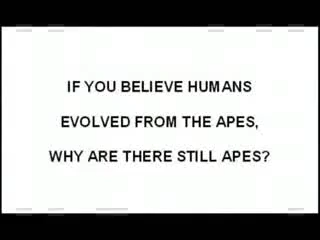 IF YOU BELIEVE HUMANS
EVOLVED FROM THE APES,
WHY ARE THERE STILL APES?